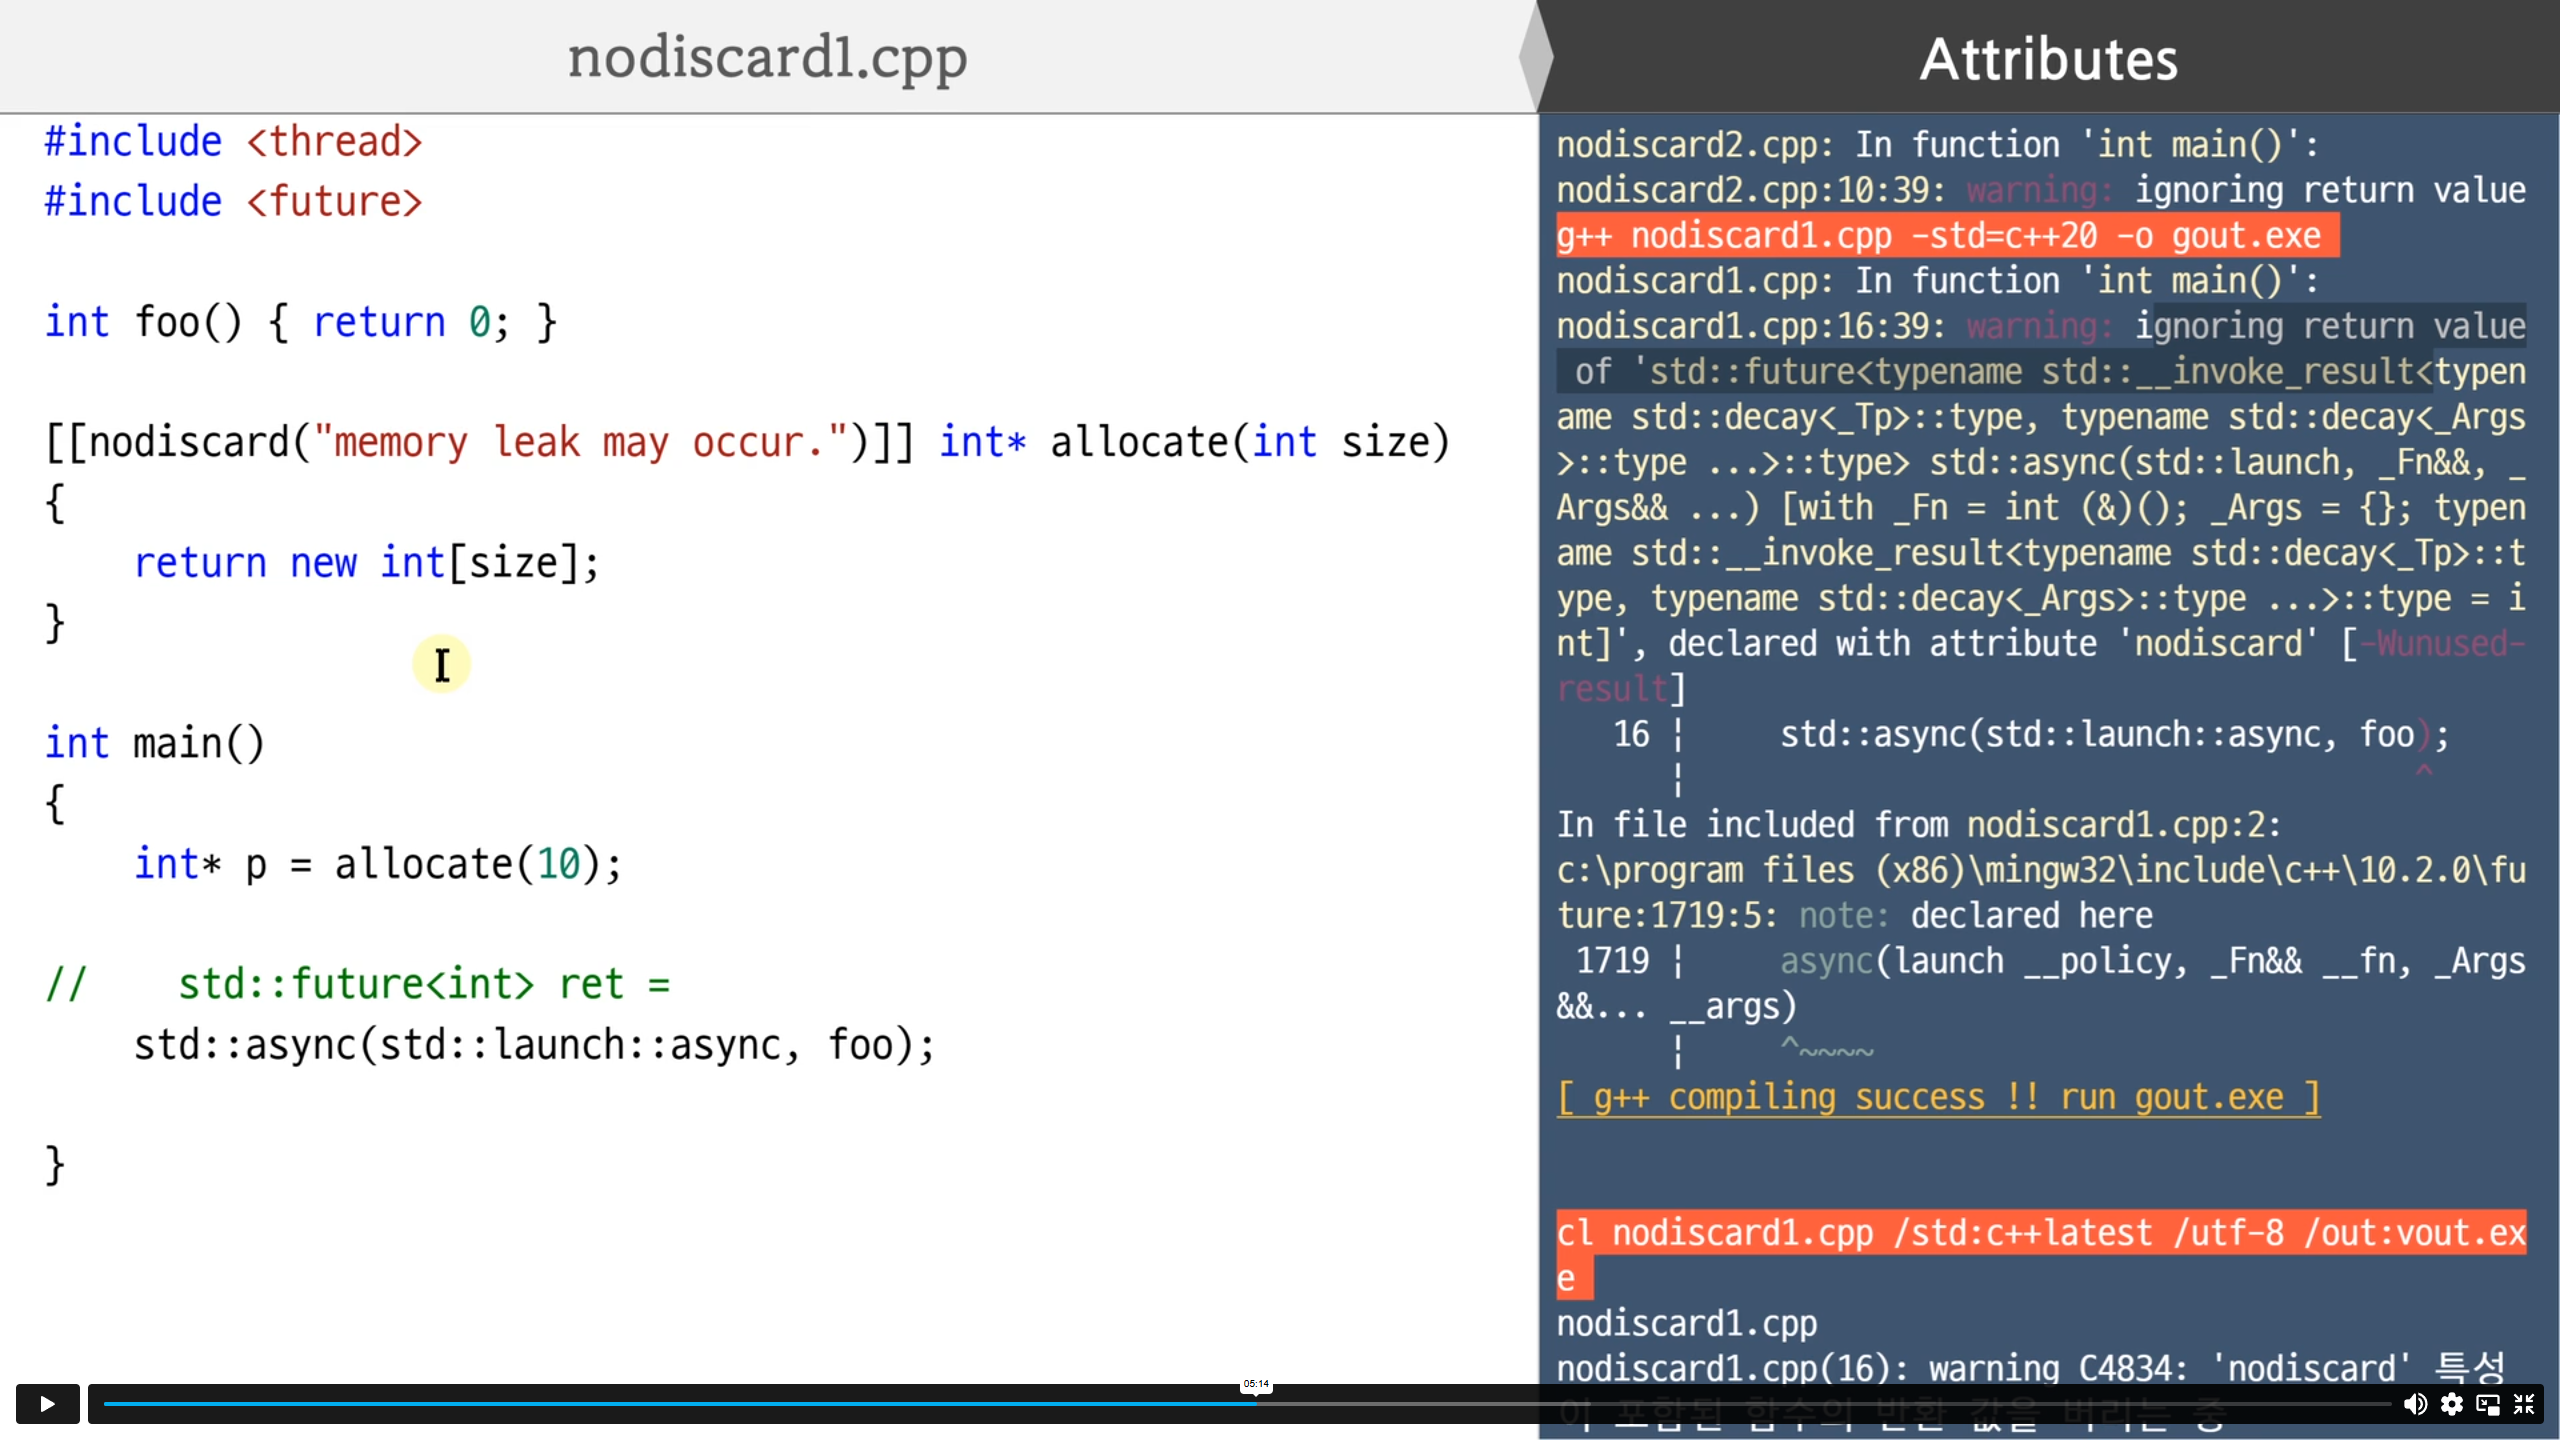 nodiscard1.cpp
Attributes
#include <thread>
#include <future>
int foo() { return 0; }
[[nodiscard("memory leak may occur.")]] int* allocate(int size)
{
return new int[size];
}
int main()
{
int* p = allocate(10);
// std::future<int> ret =
std::async(std::launch::async, foo);
}
nodiscard2.cpp: In function 'int main()':
nodiscard2.cpp:10:39: warning: ignoring return value
g++ nodiscard1.cpp -std=c++20 -o gout.exe
nodiscard1.cpp: In function 'int main()':
nodiscard1.cpp:16:39: warning: ignoring return value
of 'std::future<typename std::__invoke_result<typen
ame std::decay<_Tp>::type, typename std::decay<_Args
>::type ...>::type> std::async(std::launch, _Fn&&, _
Args&& ...) [with _Fn = int (&)(); _Args = {}; typen
ame std::__invoke_result<typename std::decay<_Tp>::t
ype, typename std::decay<_Args>::type ...>::type = i
nt]', declared with attribute 'nodiscard' [-Wunused-
result]
16 ¦ std::async(std::launch::async, foo);
¦ ^
In file included from nodiscard1.cpp:2:
c:\program files (x86)\mingw32\include\c++\10.2.0\fu
ture:1719:5: note: declared here
1719 ¦ async(launch __policy, _Fn&& __fn, _Args
&&... __args)
¦ ^~~~~
[ g++ compiling success !! run gout.exe ]
cl nodiscard1.cpp /std:c++latest /utf-8 /out:vout.ex
e
nodiscard1.cpp
nodiscard1.cpp(16): warning C4834: 'nodiscard' 특성
이 포함된 함수의 반환 값을 버리는 중
05:14